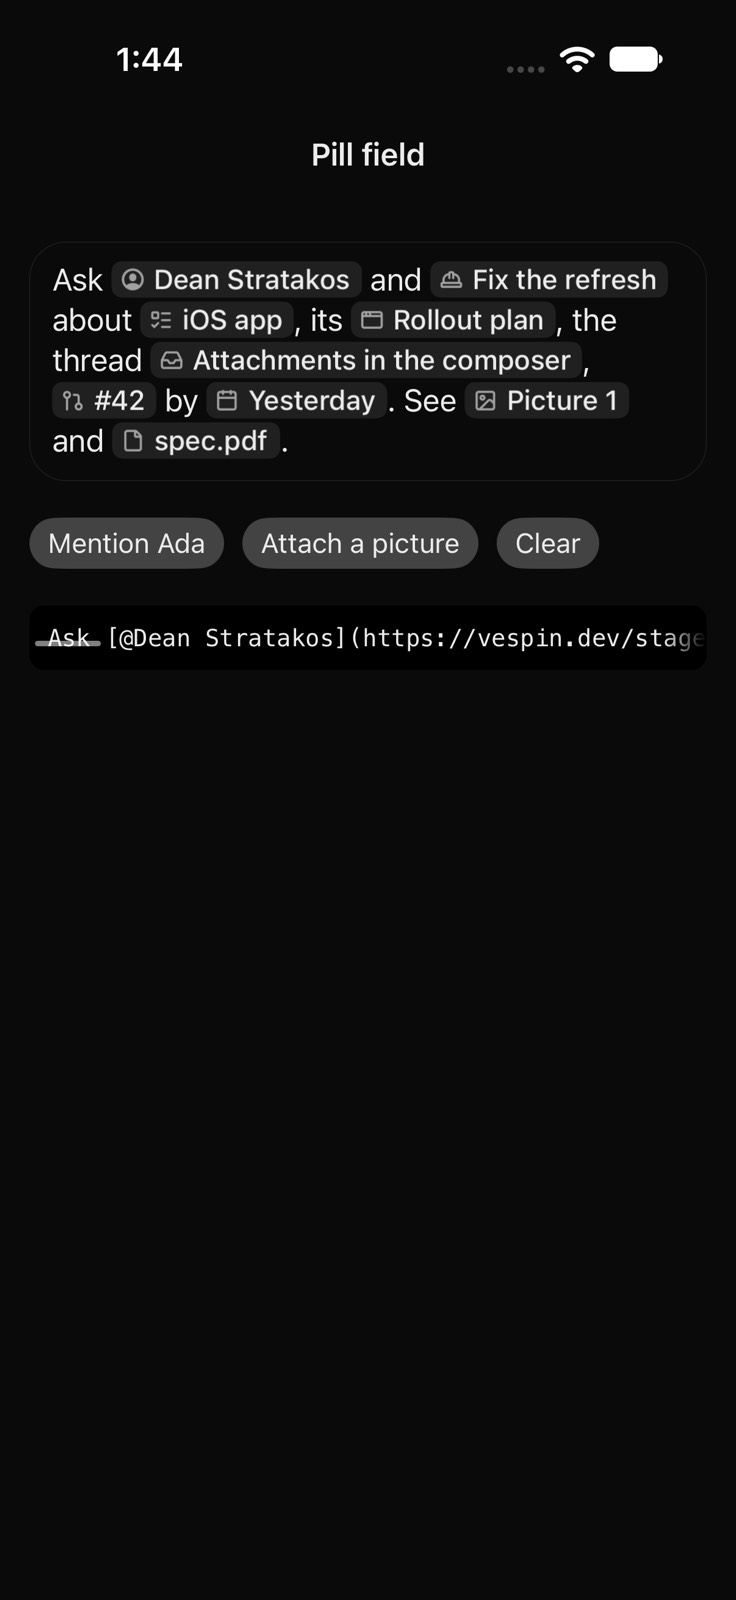 1:44
Pill field
Ask Dean Stratakos and Fix the refresh
about iOS app, its Rollout plan, the
thread Attachments in the composer,
#42 by Yesterday. See Picture 1
and spec.pdf.
Mention Ada Attach a picture Clear
Ask [@Dean Stratakos](https://vespin.dev/stage